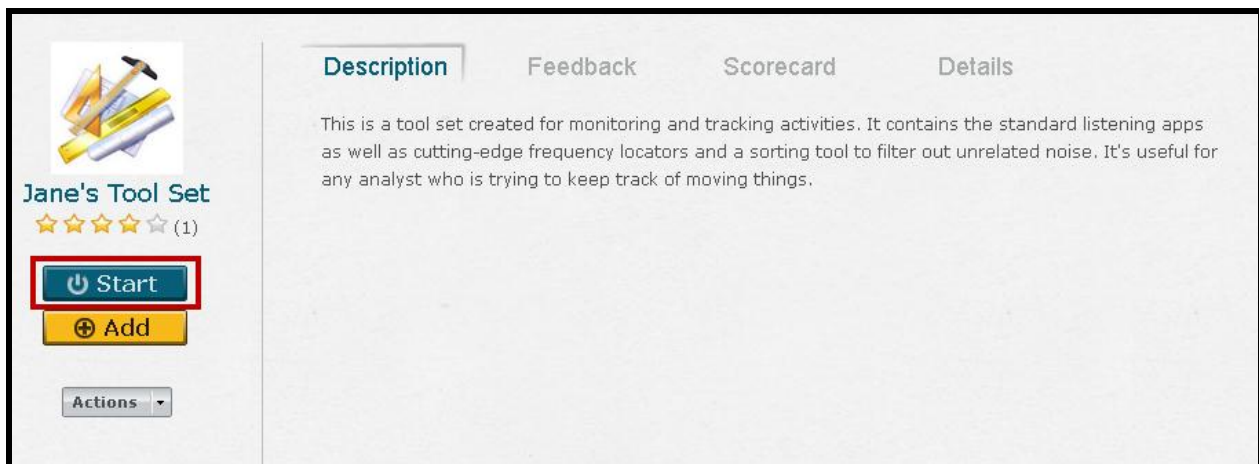 Description
Feedback
Scorecard
Details
This is a tool set created for monitoring and tracking activities. It contains the standard listening apps
as well as cutting-edge frequency locators and a sorting tool to filter out unrelated noise. It's useful for
any analyst who is trying to keep track of moving things.
Jane's Tool Set
(1)
Start
Add
Actions